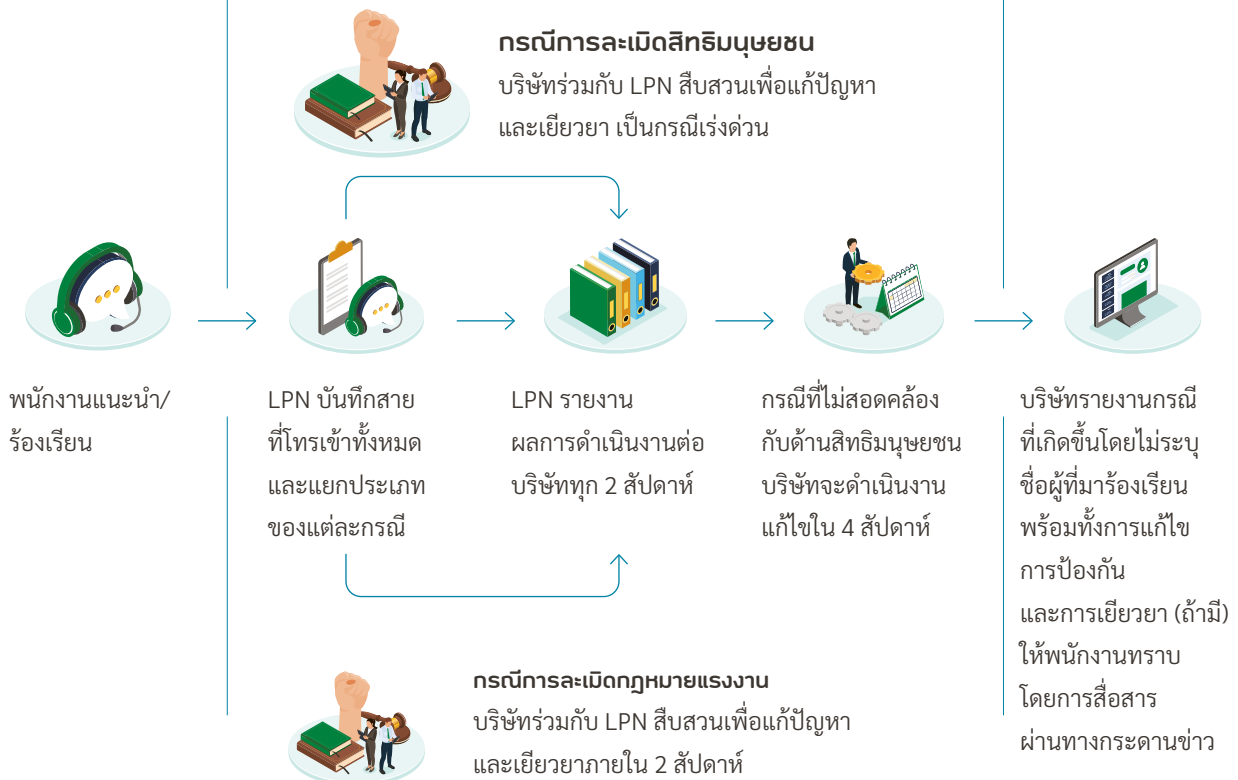 กรณีการละเมิดสิทธิมนุษยชน
บริษัทร่วมกับ LPN สืบสวนเพื่อแก้ปัญหา
และเยียวยา เป็นกรณีเร่งด่วน
พนักงานแนะนำ/
ร้องเรียน
LPN บันทึกสาย
ที่โทรเข้าทั้งหมด
และแยกประเภท
ของแต่ละกรณี
LPN รายงาน
ผลการดำเนินงานต่อ
บริษัททุก 2 สัปดาห์
กรณีที่ไม่สอดคล้อง
กับด้านสิทธิมนุษยชน
บริษัทจะดำเนินงาน
แก้ไขใน 4 สัปดาห์
บริษัทรายงานกรณี
ที่เกิดขึ้นโดยไม่ระบุ
ชื่อผู้ที่มาร้องเรียน
พร้อมทั้งการแก้ไข
การป้องกัน
และการเยียวยา (ถ้ามี)
ให้พนักงานทราบ
โดยการสื่อสาร
ผ่านทางกระดานข่าว
กรณีการละเมิดกฎหมายแรงงาน
บริษัทร่วมกับ LPN สืบสวนเพื่อแก้ปัญหา
และเยียวยาภายใน 2 สัปดาห์